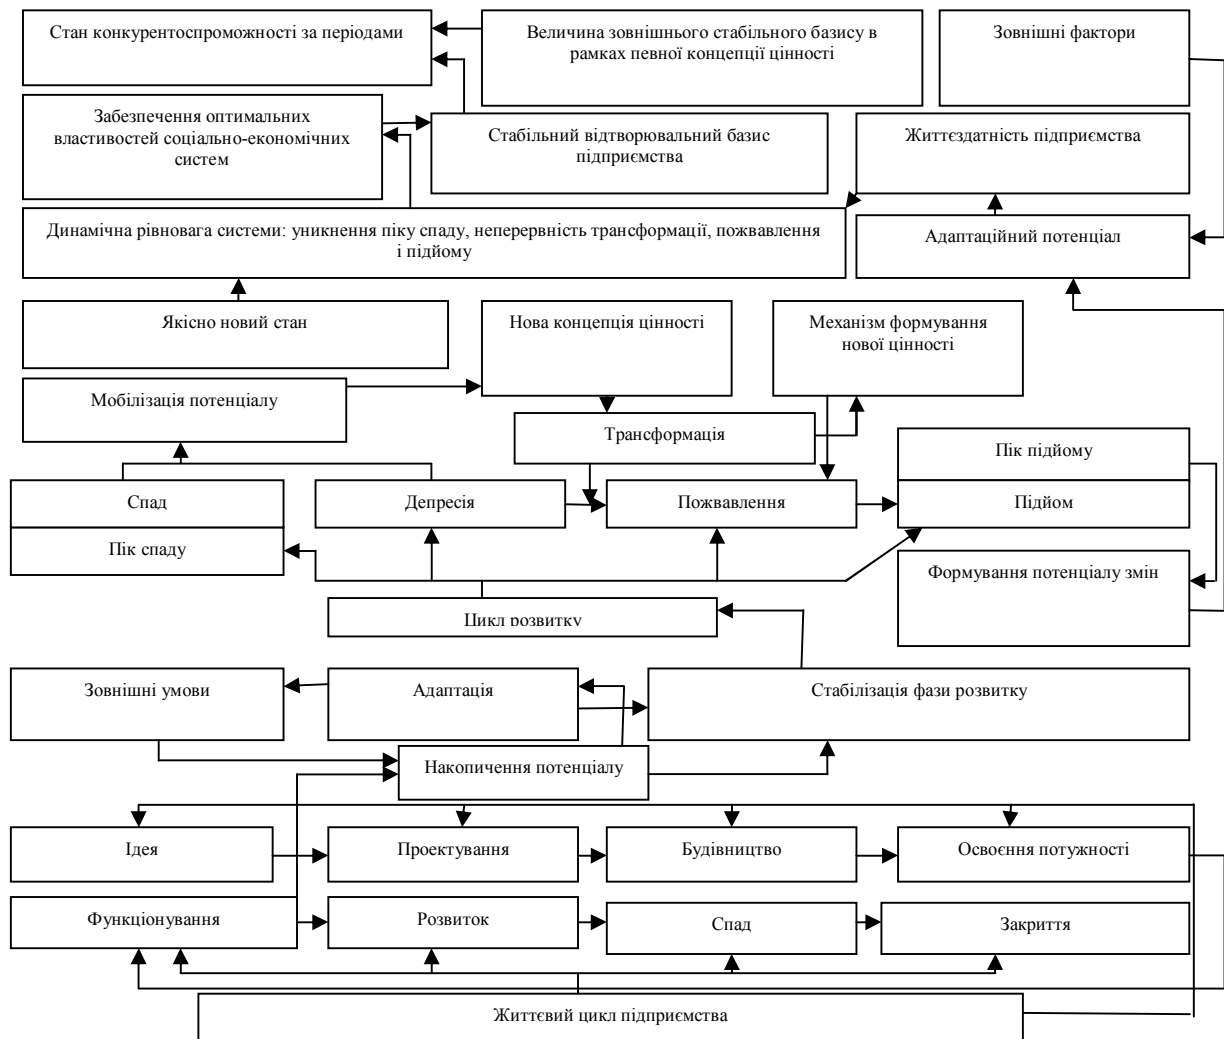 Стан конкурентоспроможності за періодами
Величина зовнішнього стабільного базису в
рамках певної концепції цінності
Зовнішні фактори
Забезпечення оптимальних
властивостей соціально-економічних
систем
Стабільний відтворювальний базис
підприємства
Життєздатність підприємства
Динамічна рівновага системи: уникнення піку спаду, неперервність трансформації, пожвавлення
і підйому
Адаптаційний потенціал
Якісно новий стан
Нова концепція цінності
Механізм формування
нової цінності
Мобілізація потенціалу
Трансформація
Пік підйому
Спад
Депресія
Пожвавлення
Підйом
Пік спаду
Формування потенціалу змін
Цикл розвитку
Зовнішні умови
Адаптація
Стабілізація фази розвитку
Накопичення потенціалу
Ідея
Проектування
Будівництво
Освоєння потужності
Функціонування
Розвиток
Спад
Закриття
Життєвий цикл підприємства